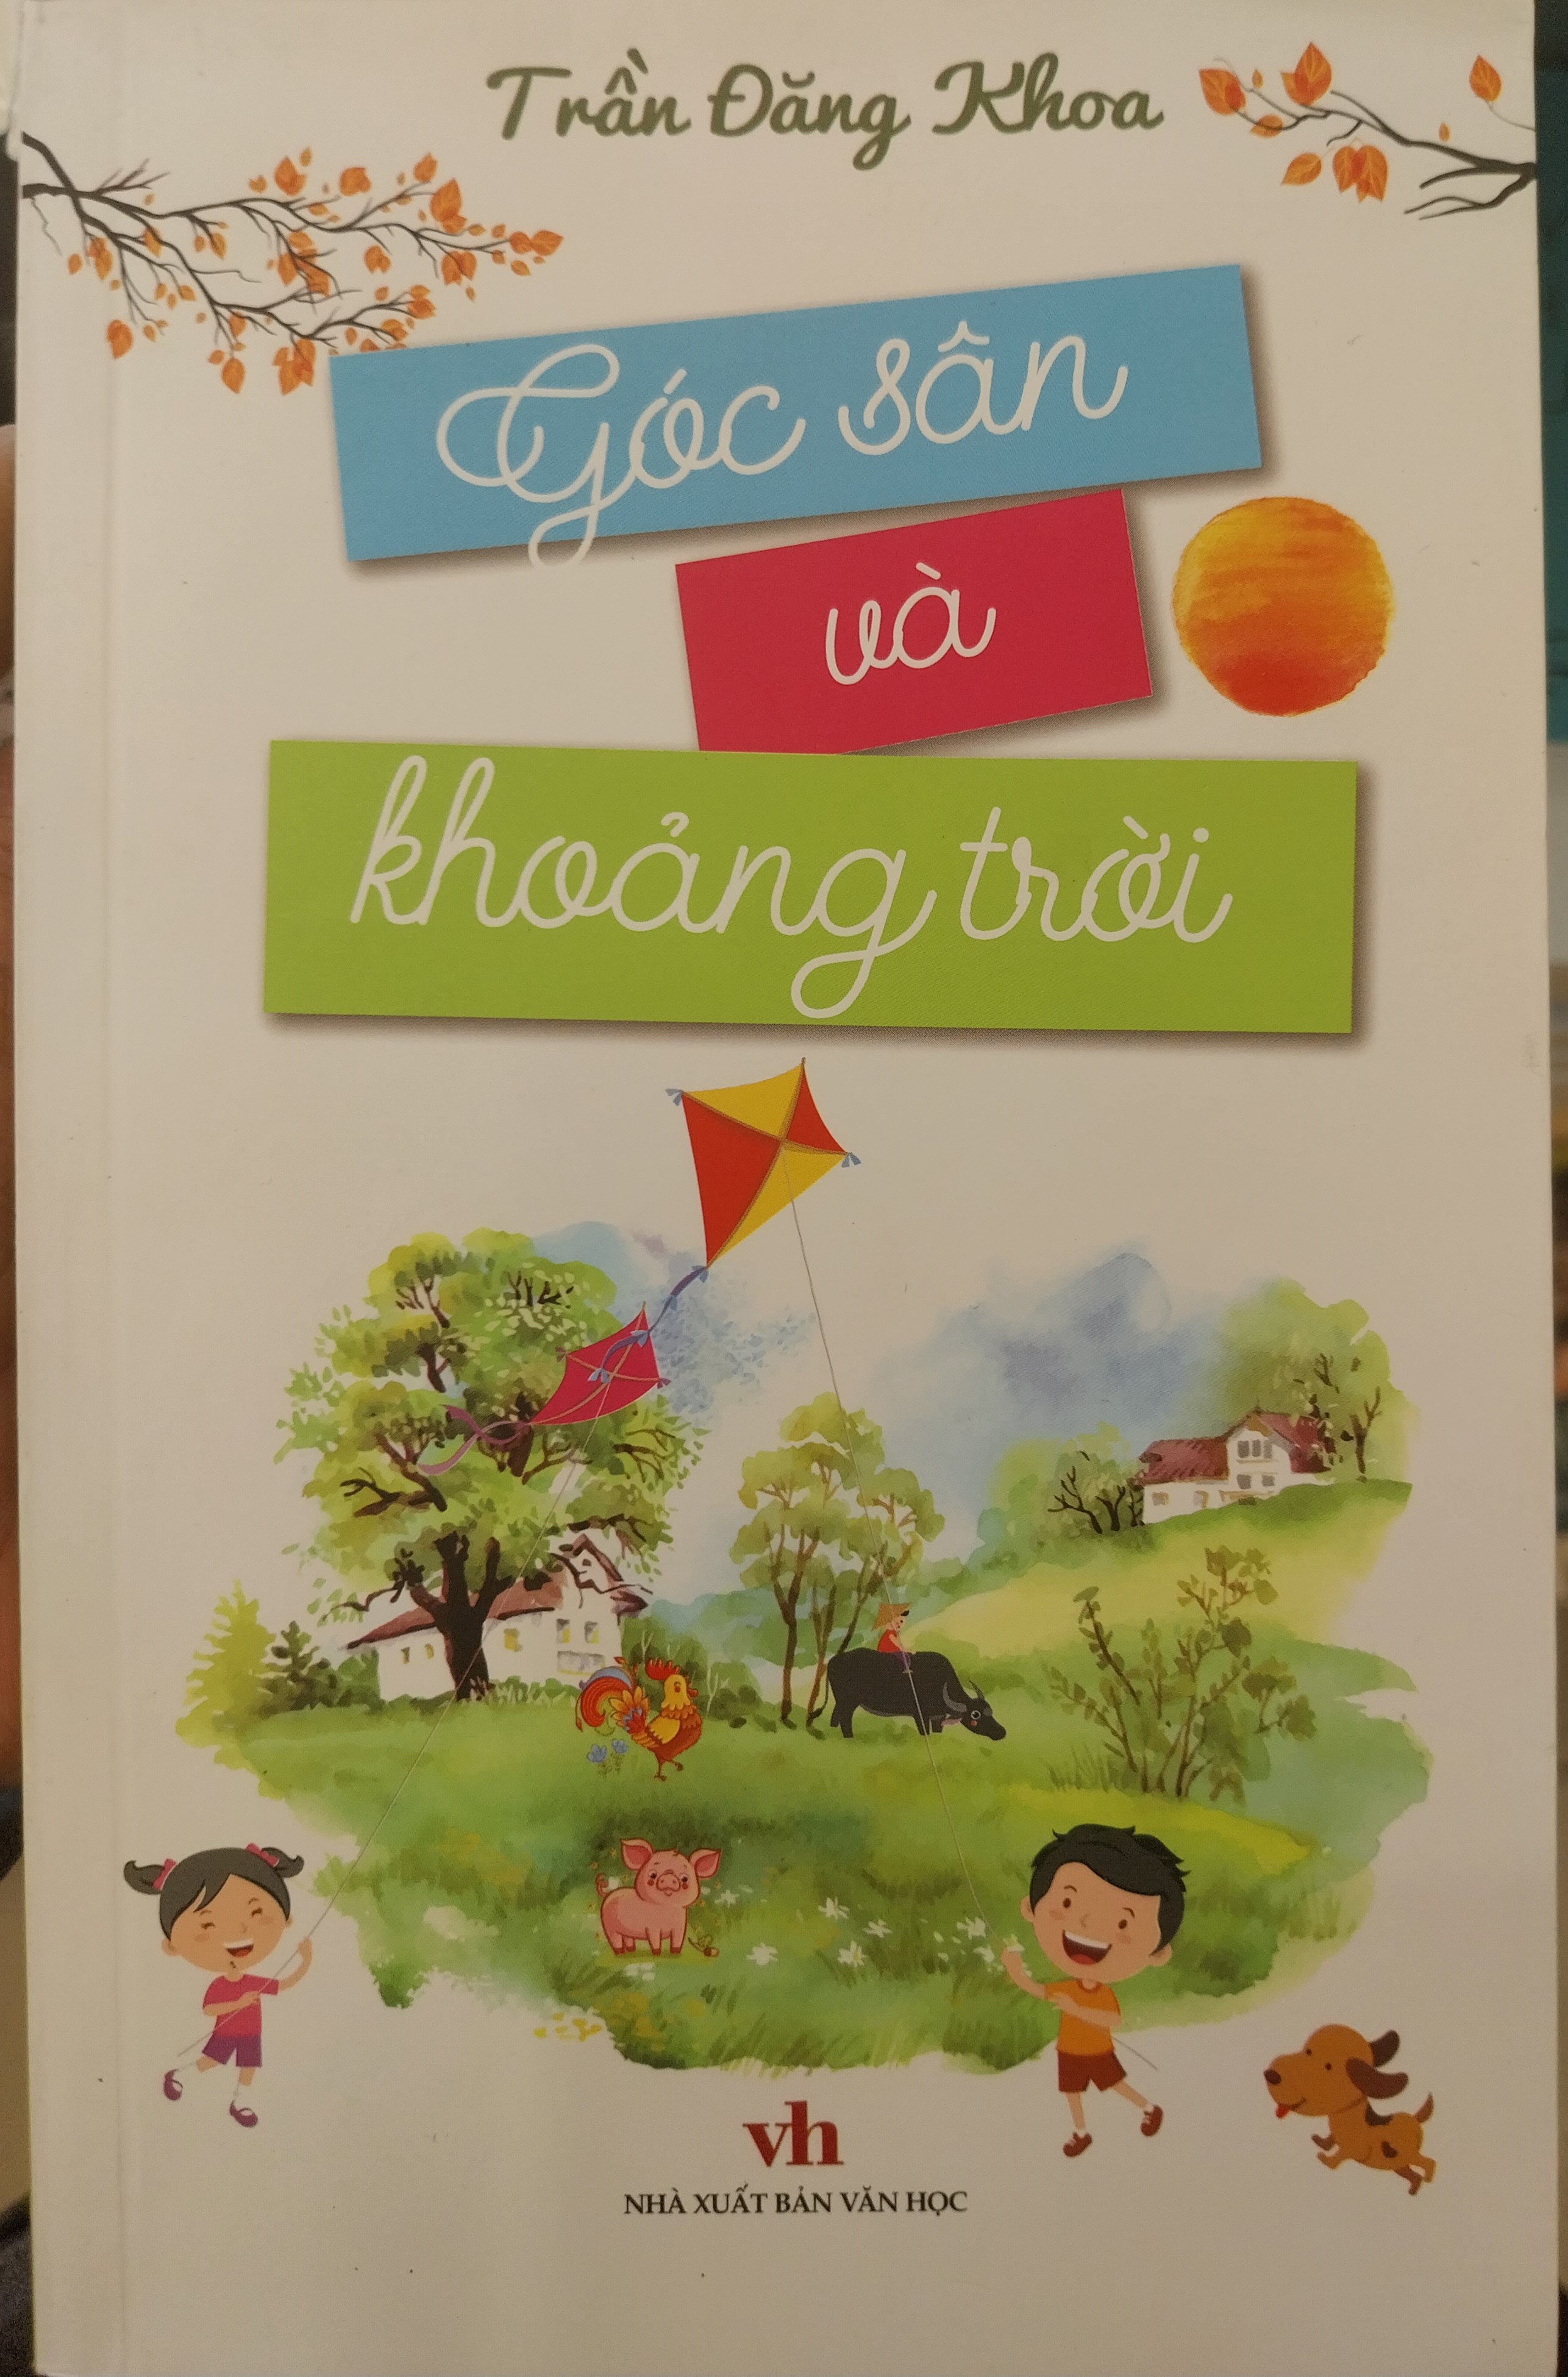 Trần Đăng Khoa
Góc sân
và
khoảng trời
vh
NHÀ XUẤT BẢN VĂN HỌC